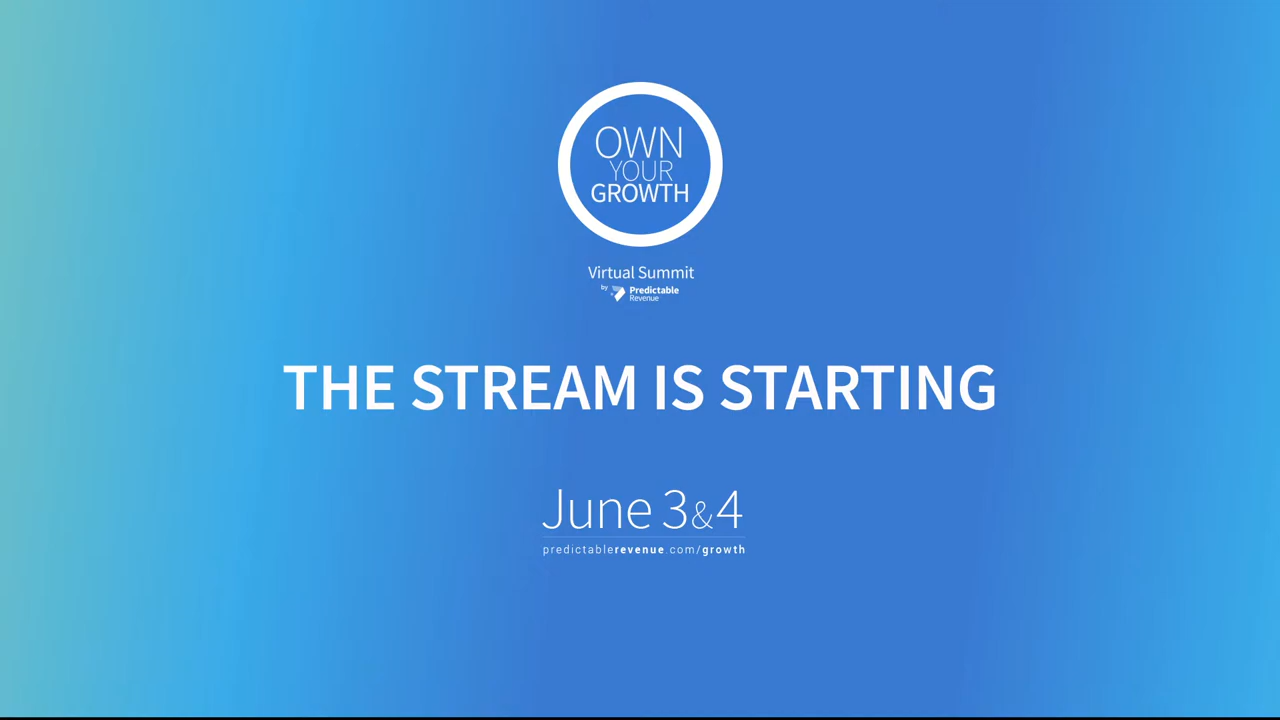 OWN
YOUR
GROWTH
Virtual Summit
by Predictable
Revenue
THE STREAM IS STARTING
June 3&4
predictablerevenue.com/growth